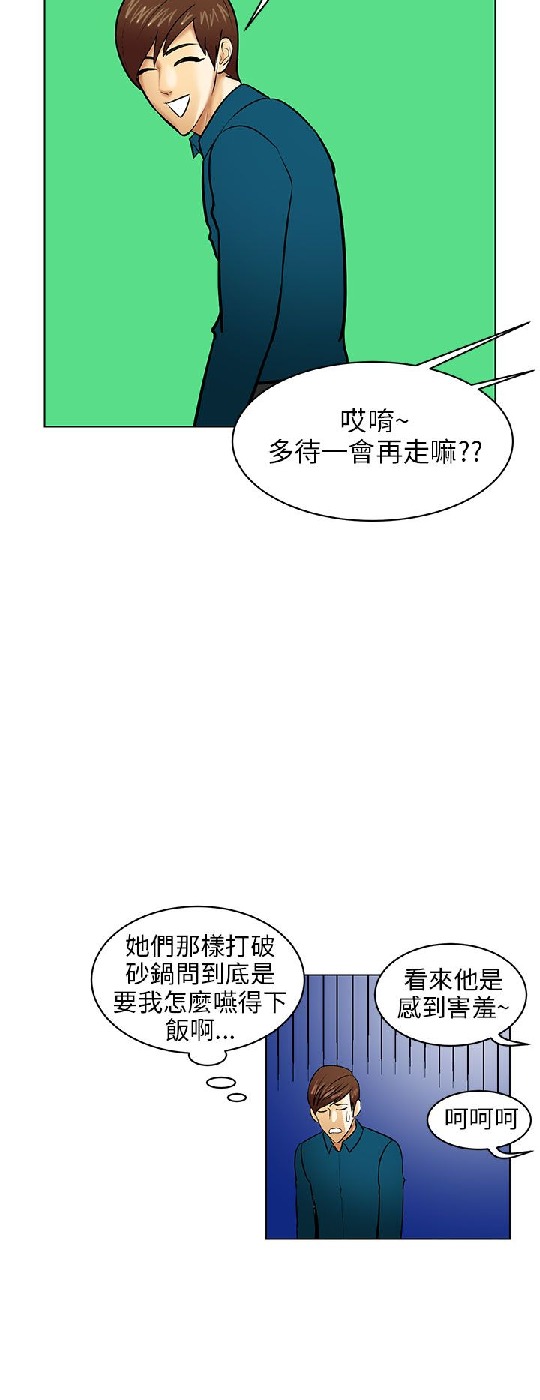 哎唷~
多待一會再走嘛??
她們那樣打破
砂鍋問到底是
要我怎麼嚥得下
飯啊...
看來他是
感到害羞~
呵呵呵